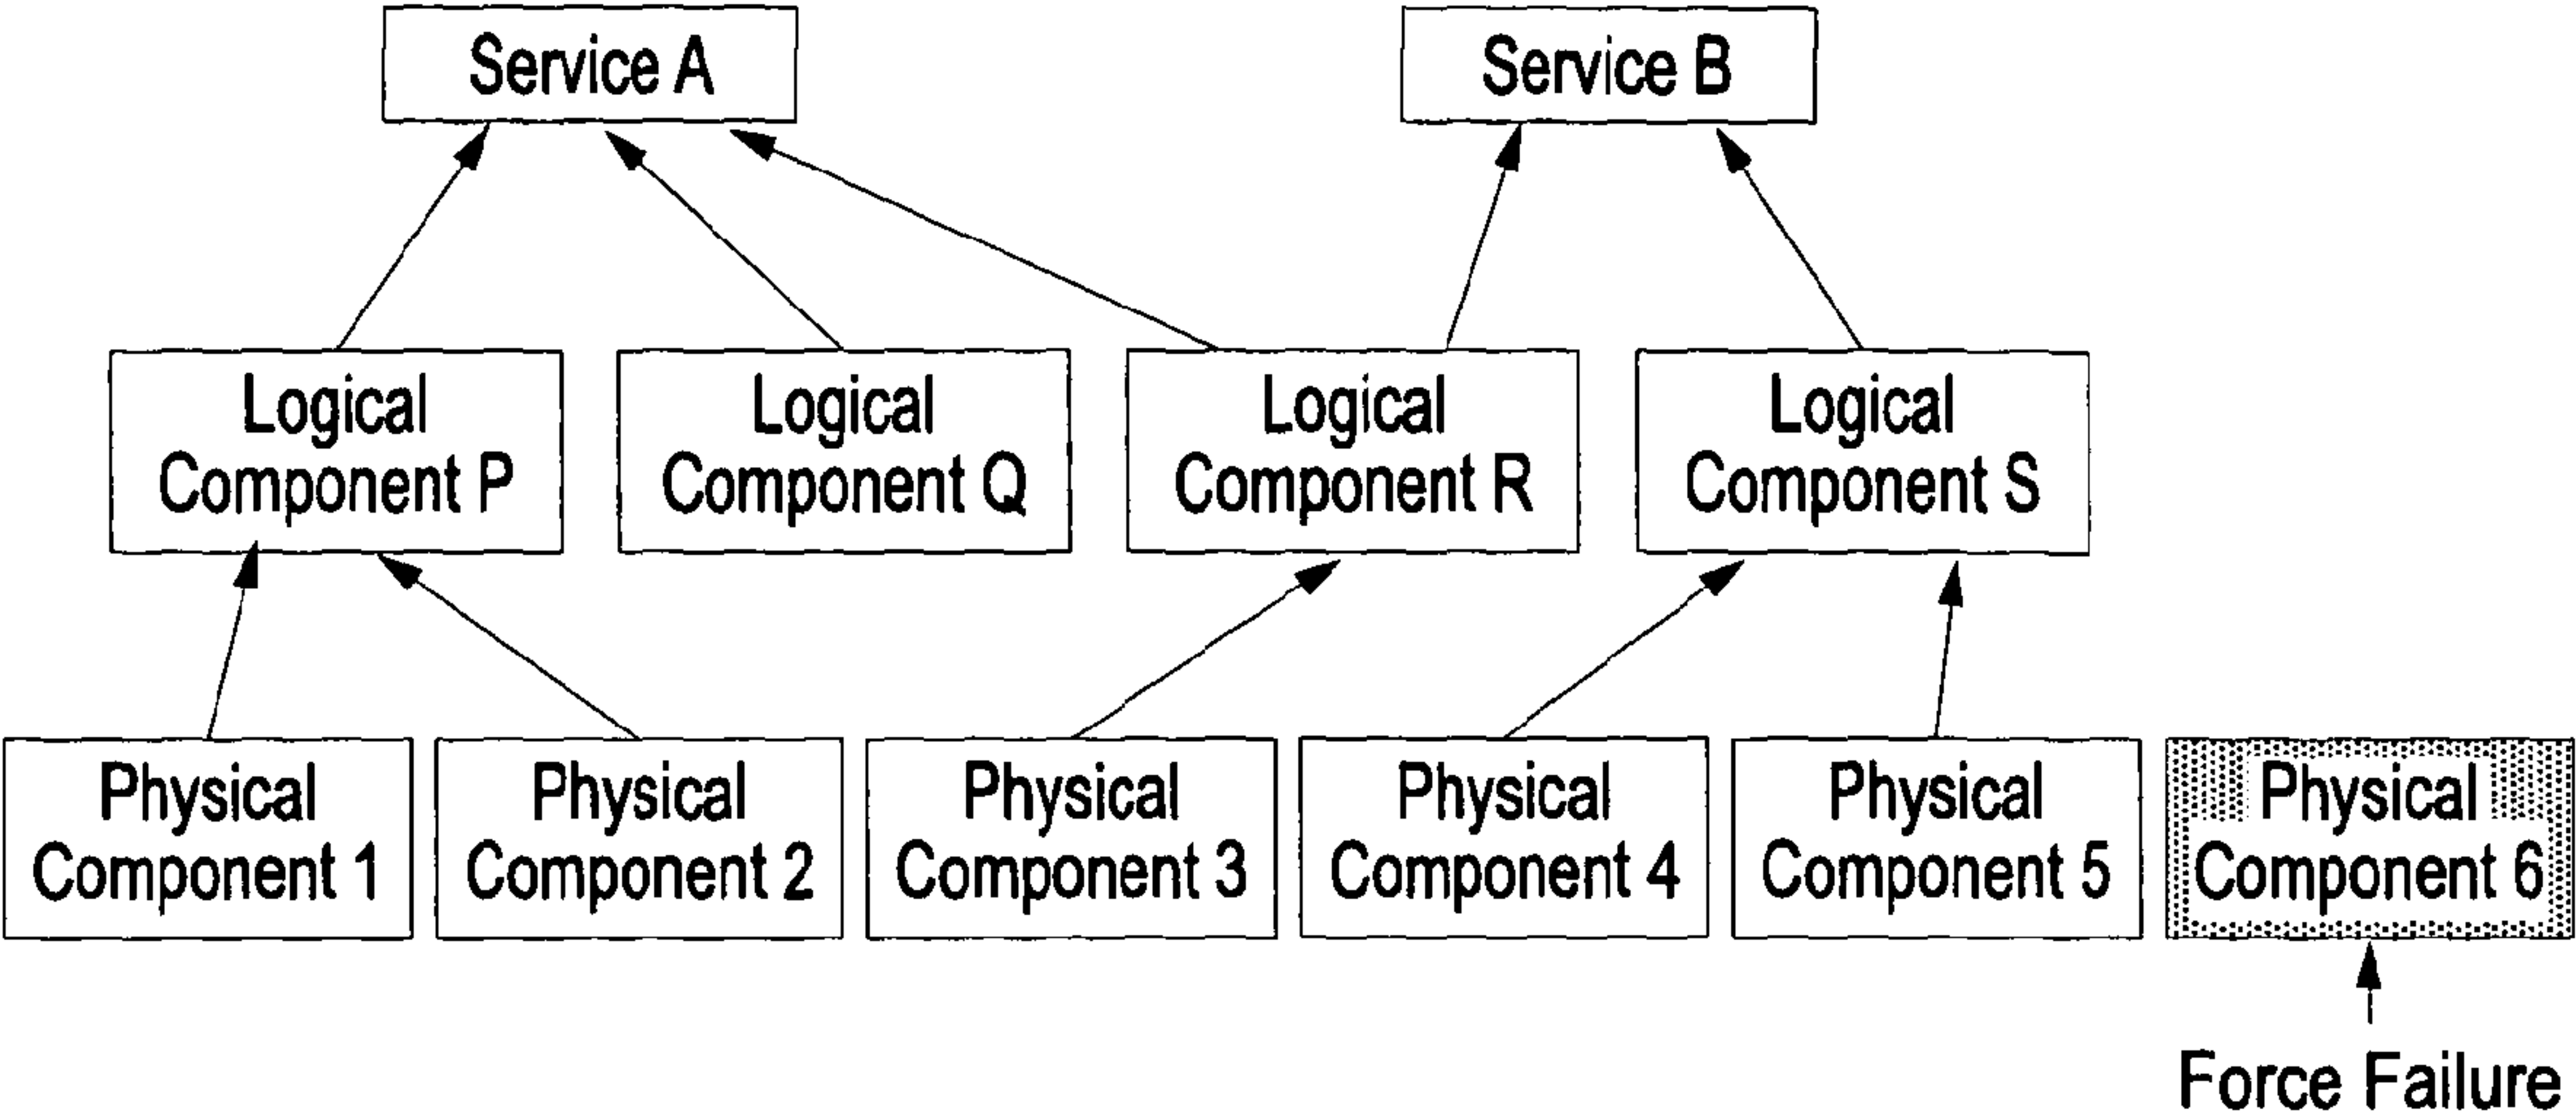 Service A
Service B
Logical
Component P
Logical
Component Q
Logical
Component R
Logical
Component S
Physical
Component 1
Physical
Component 2
Physical
Component 3
Physical
Component 4
Physical
Component 5
Physical
Component 6
Force Failure